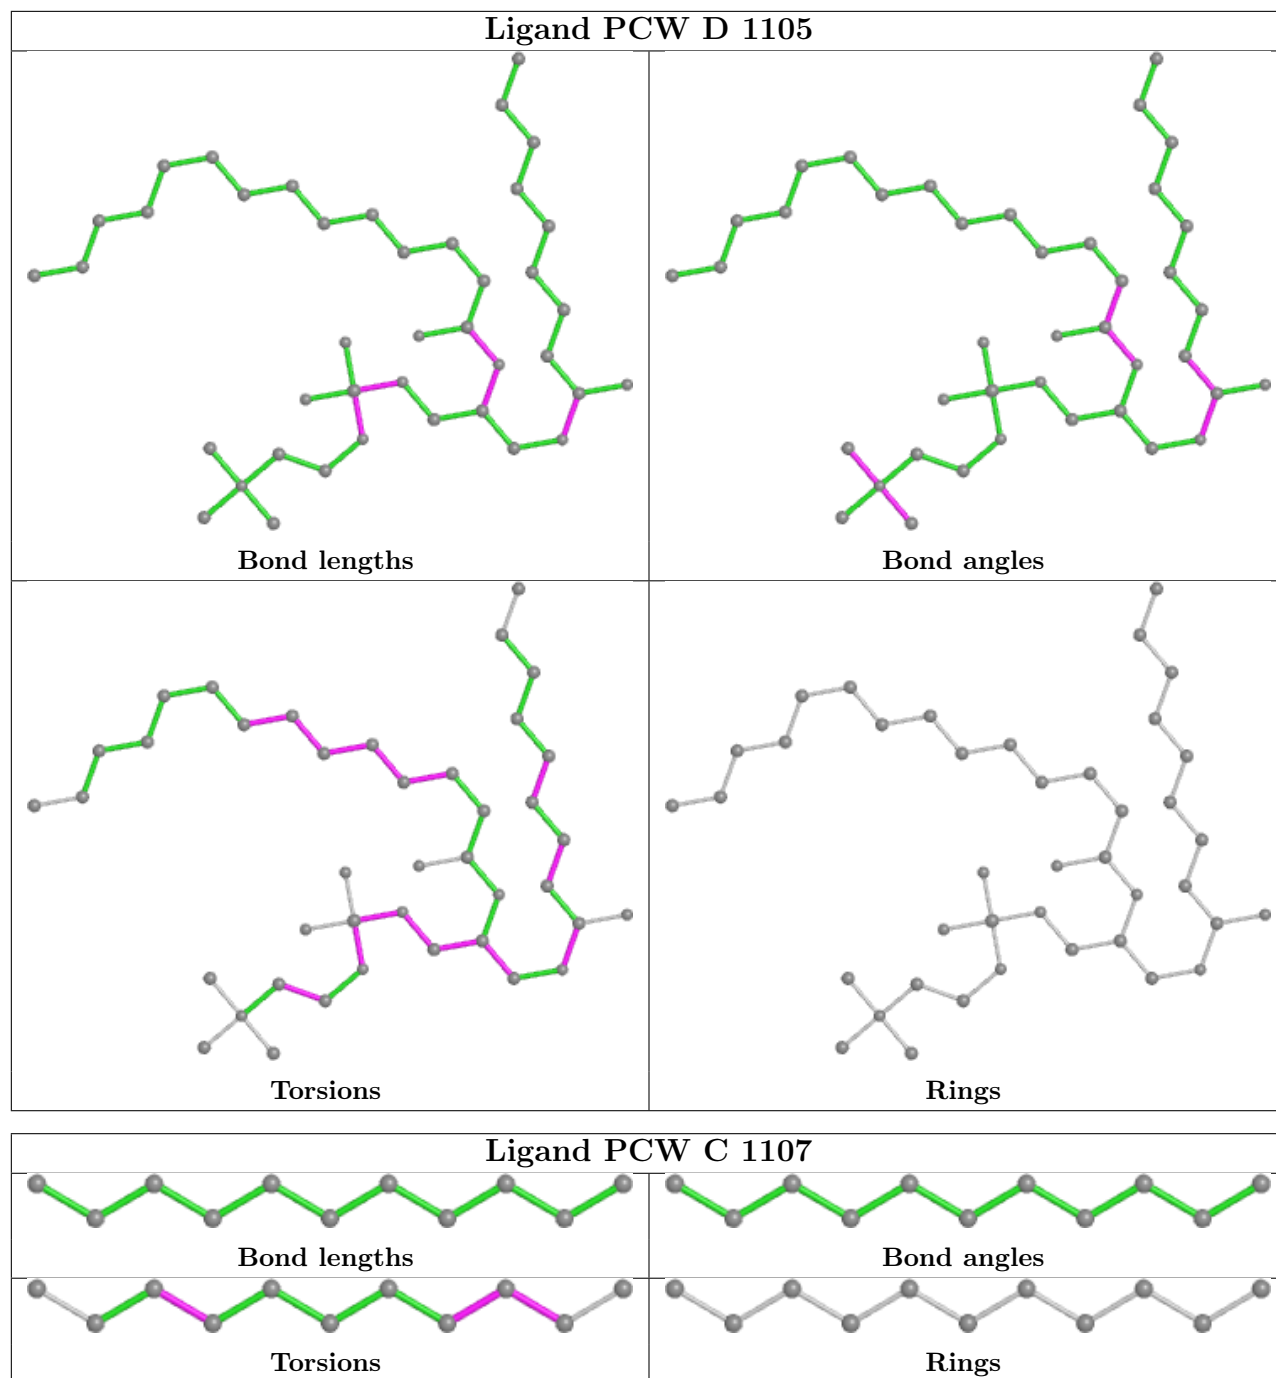 Ligand PCW D 1105
Bond lengths
Bond angles
Torsions
Rings
Ligand PCW C 1107
Bond lengths
Bond angles
Torsions
Rings